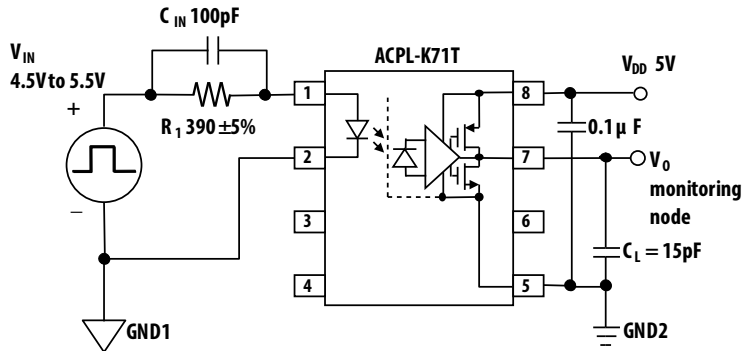 C IN 100pF
V IN
4.5V to 5.5V
+
R 1 390 ±5%
−
GND1
ACPL-K71T
1
2
3
4
8
7
6
5
V DD 5V
0.1µ F
V O
monitoring
node
C L = 15pF
GND2